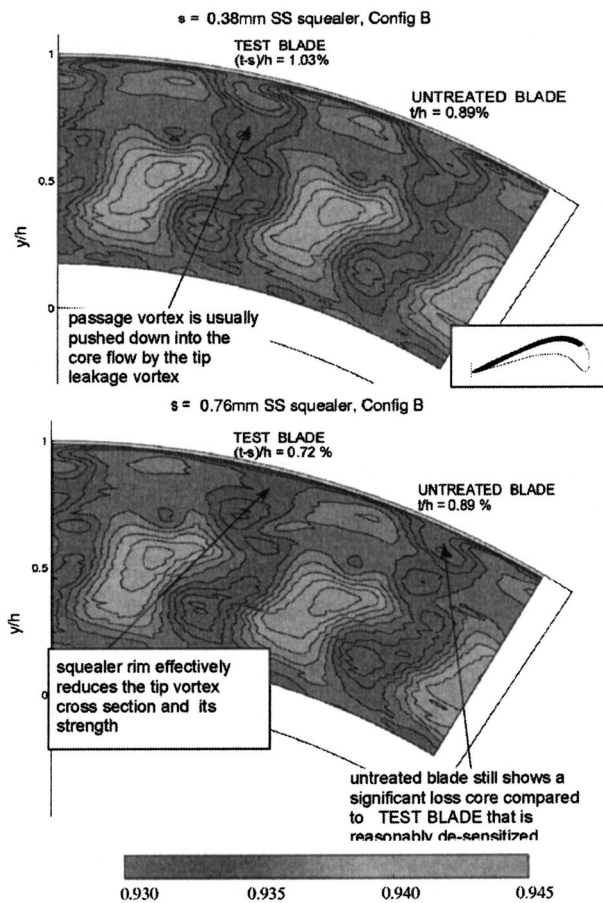 s = 0.38mm SS squealer, Config B
TEST BLADE
(t-s)/h = 1.03%
UNTREATED BLADE
t/h = 0.89%
1
0.5
y/h
0
passage vortex is usually
pushed down into the
core flow by the tip
leakage vortex
s = 0.76mm SS squealer, Config B
TEST BLADE
(t-s)/h = 0.72 %
UNTREATED BLADE
t/h = 0.89 %
1
0.5
y/h
0
squealer rim effectively
reduces the tip vortex
cross section and its
strength
untreated blade still shows a
significant loss core compared
to TEST BLADE that is
reasonably de-sensitized
0.930 0.935 0.940 0.945